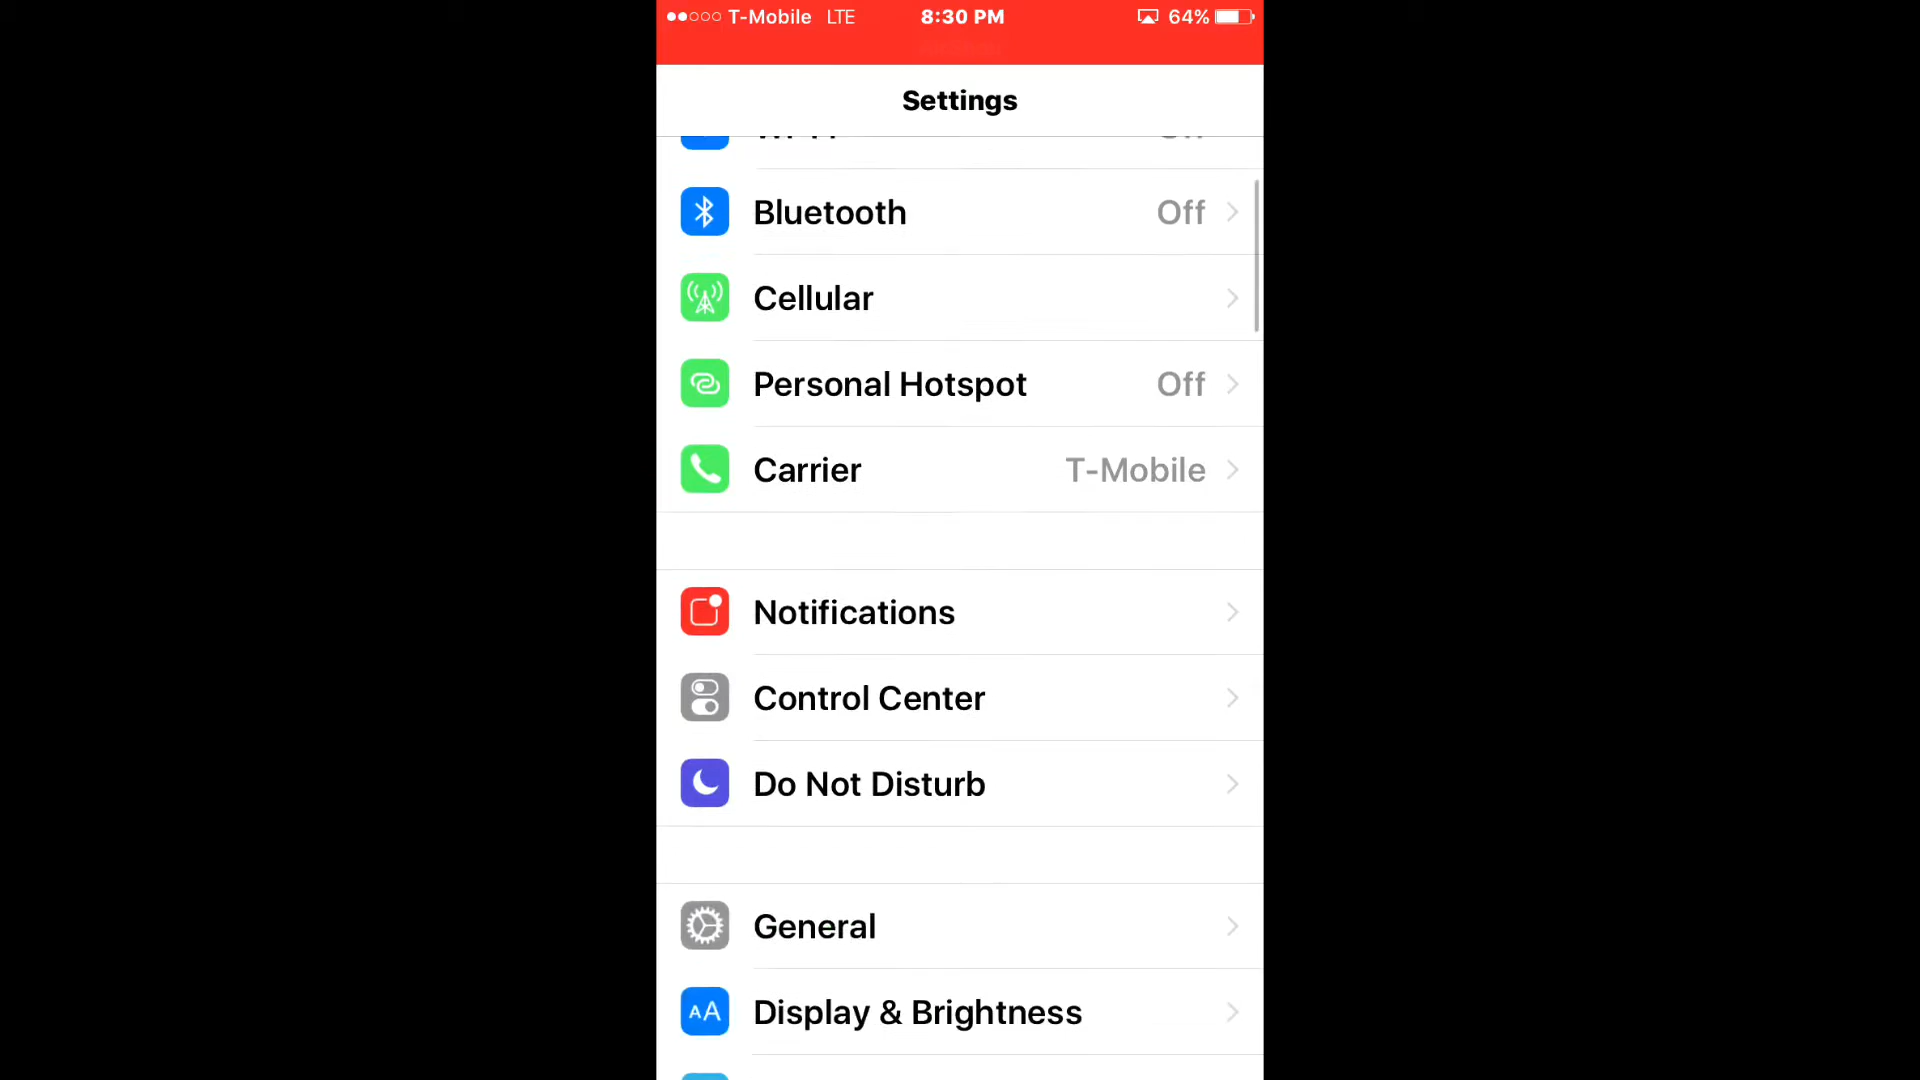 T-Mobile LTE 8:30 PM 64%
Settings
Bluetooth Off
Cellular
Personal Hotspot Off
Carrier T-Mobile
Notifications
Control Center
Do Not Disturb
General
AA Display & Brightness